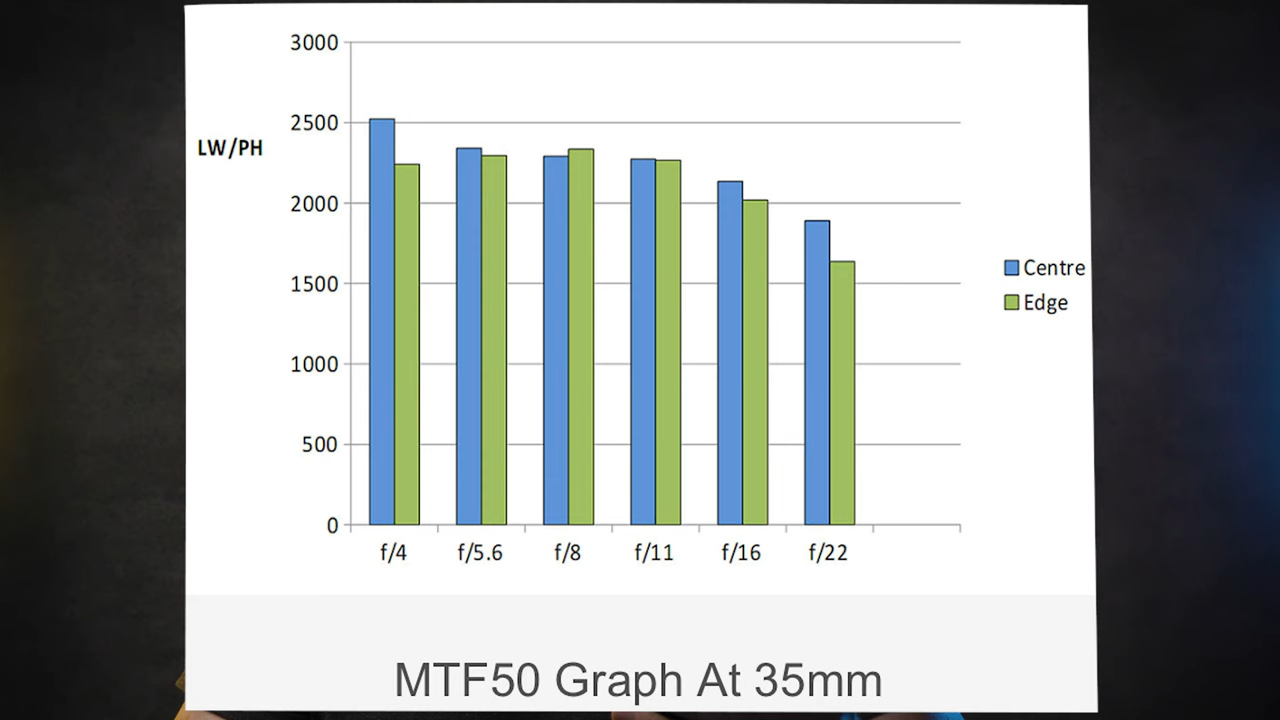 3000
2500
LW/PH
2000
1500
Centre
Edge
1000
500
0
f/4 f/5.6 f/8 f/11 f/16 f/22
MTF50 Graph At 35mm